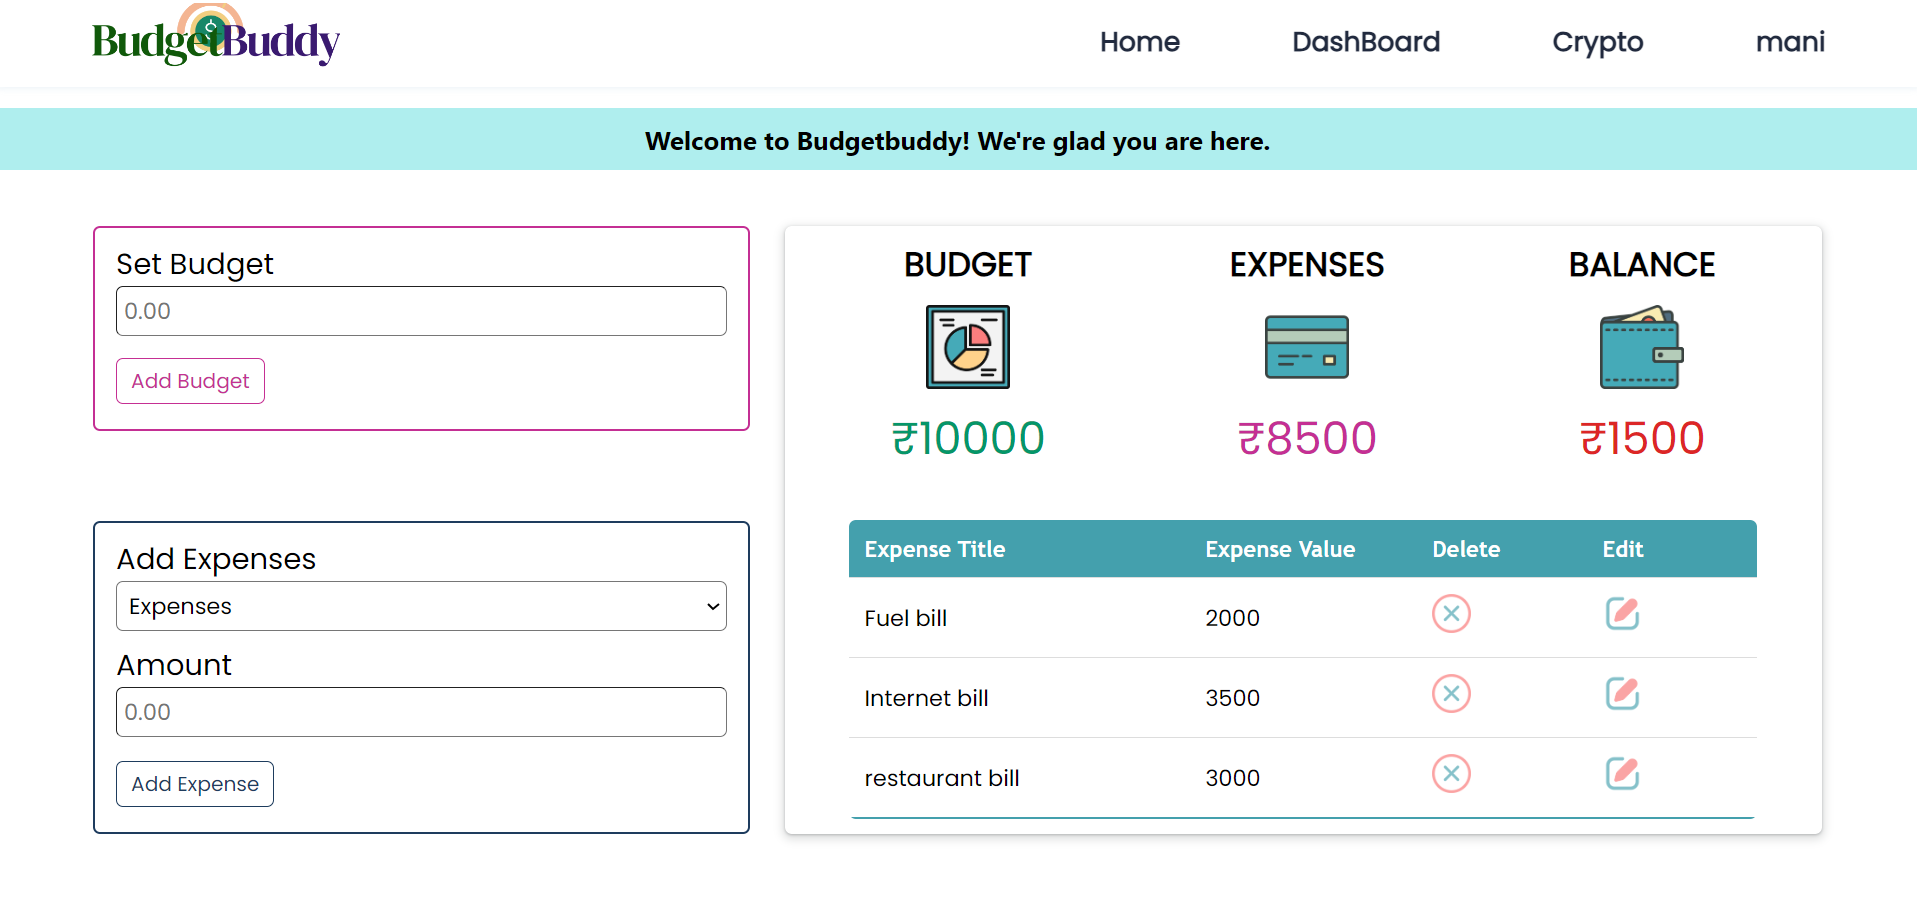 BudgetBuddy
Home DashBoard Crypto mani
Welcome to Budgetbuddy! We're glad you are here.
Set Budget
0.00
Add Budget
Add Expenses
Expenses
Amount
0.00
Add Expense
BUDGET EXPENSES BALANCE
₹10000 ₹8500 ₹1500
Expense Title Expense Value Delete Edit
Fuel bill 2000
Internet bill 3500
restaurant bill 3000